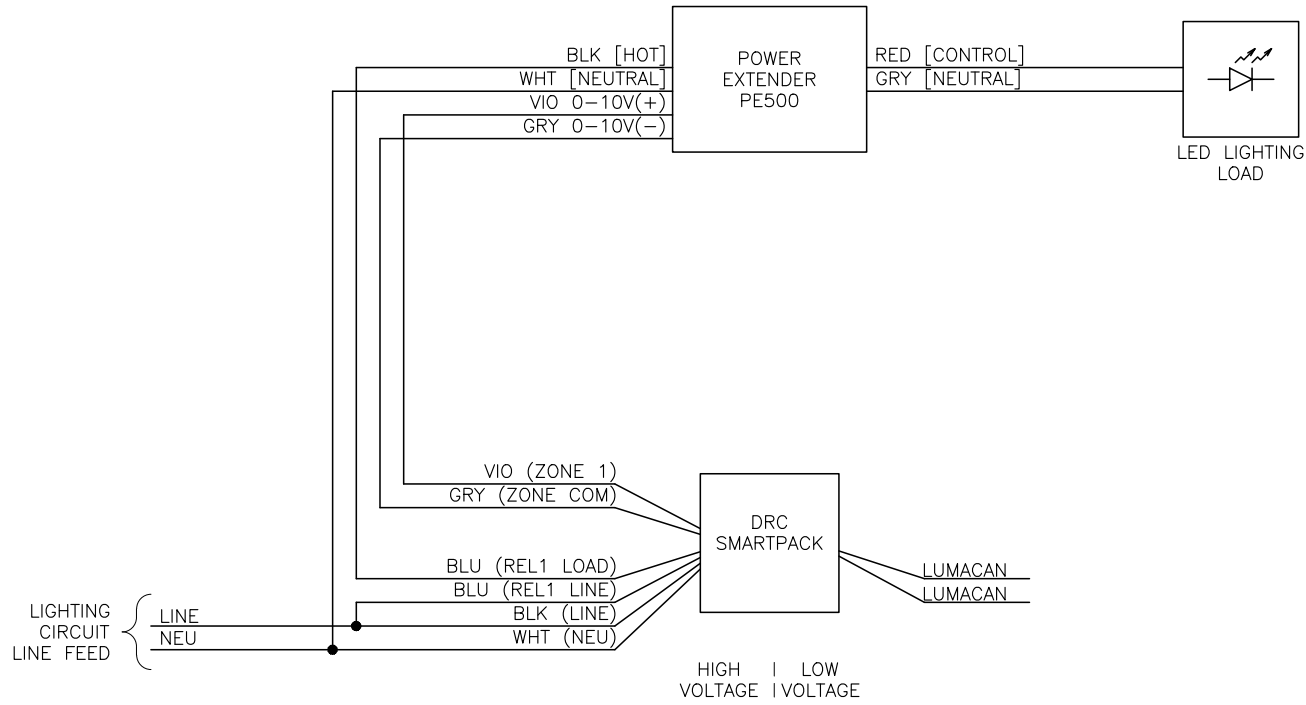 BLK [HOT]
WHT [NEUTRAL]
VIO 0-10V(+)
GRY 0-10V(-)
POWER
EXTENDER
PE500
RED [CONTROL]
GRY [NEUTRAL]
LED LIGHTING
LOAD
VIO (ZONE 1)
GRY (ZONE COM)
DRC
SMARTPACK
BLU (REL1 LOAD)
BLU (REL1 LINE)
BLK (LINE)
WHT (NEU)
LUMACAN
LUMACAN
LIGHTING
CIRCUIT
LINE FEED
LINE
NEU
HIGH | LOW
VOLTAGE | VOLTAGE